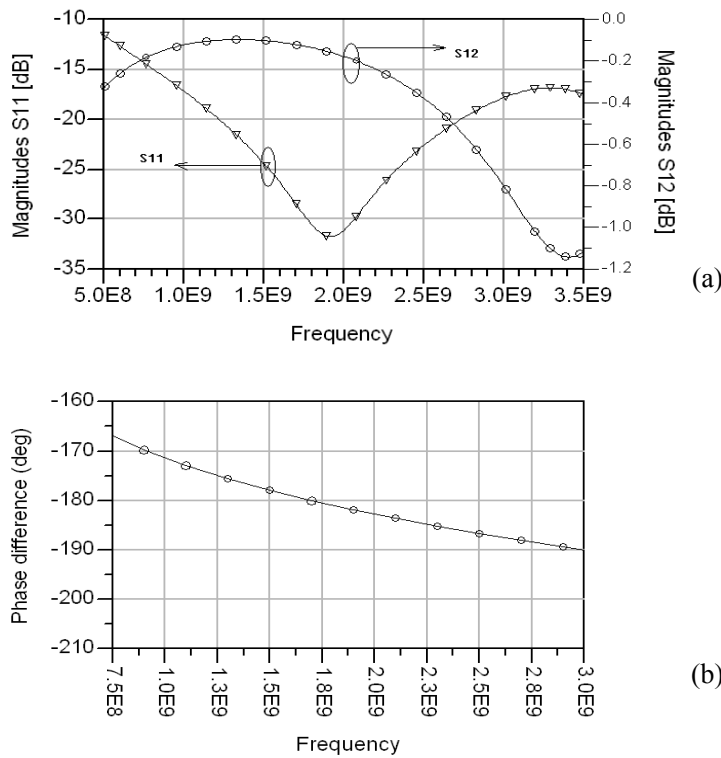 Magnitudes S11 [dB]
-10
-15
-20
-25
-30
-35
S11
S12
0.0
-0.2
-0.4
-0.6
-0.8
-1.0
-1.2
Magnitudes S12 [dB]
5.0E8
1.0E9
1.5E9
2.0E9
2.5E9
3.0E9
3.5E9
Frequency
(a)
Phase difference (deg)
-160
-170
-180
-190
-200
-210
7.5E8
1.0E9
1.3E9
1.5E9
1.8E9
2.0E9
2.3E9
2.5E9
2.8E9
3.0E9
Frequency
(b)